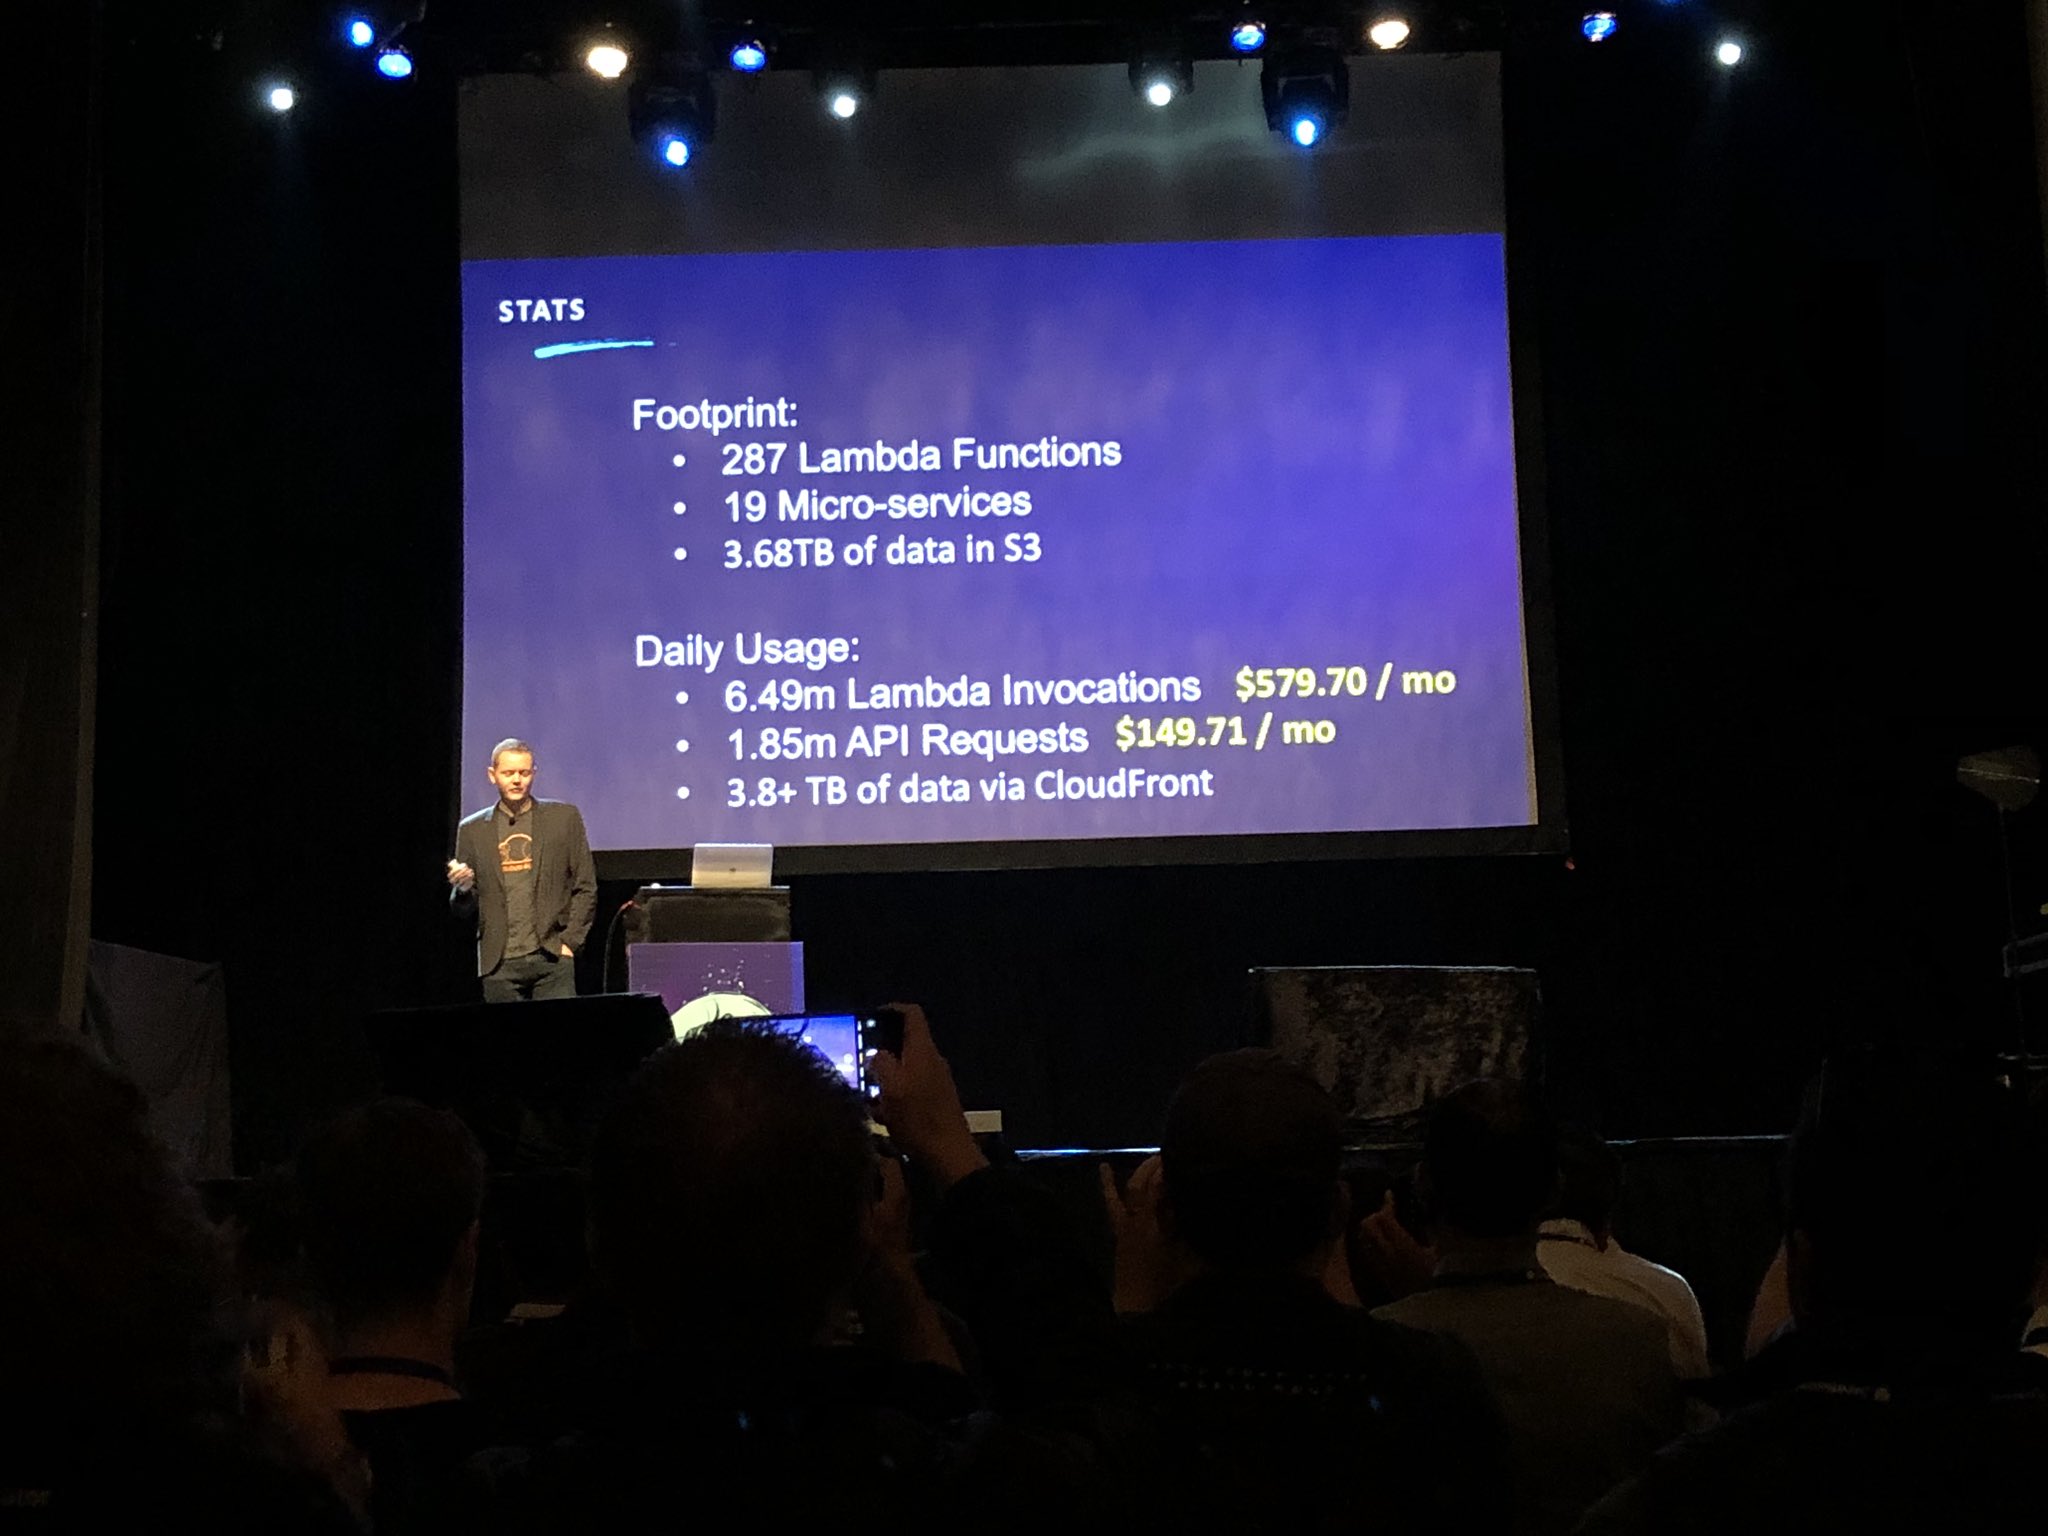 STATS
Footprint:
• 287 Lambda Functions
• 19 Micro-services
• 3.68TB of data in S3
Daily Usage:
• 6.49m Lambda Invocations $579.70 / mo
• 1.85m API Requests $149.71 / mo
• 3.8+ TB of data via CloudFront